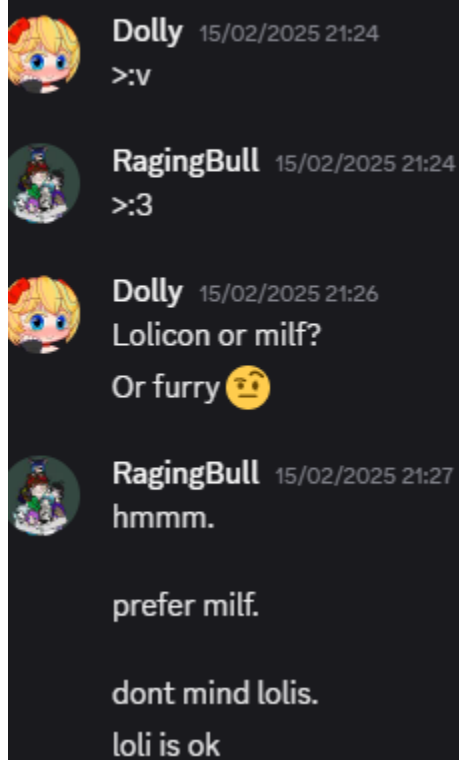 Dolly 15/02/2025 21:24
>:v
RagingBull 15/02/2025 21:24
>:3
Dolly 15/02/2025 21:26
Lolicon or milf?
Or furry 🤨
RagingBull 15/02/2025 21:27
hmmm.
prefer milf.
dont mind lolis.
loli is ok